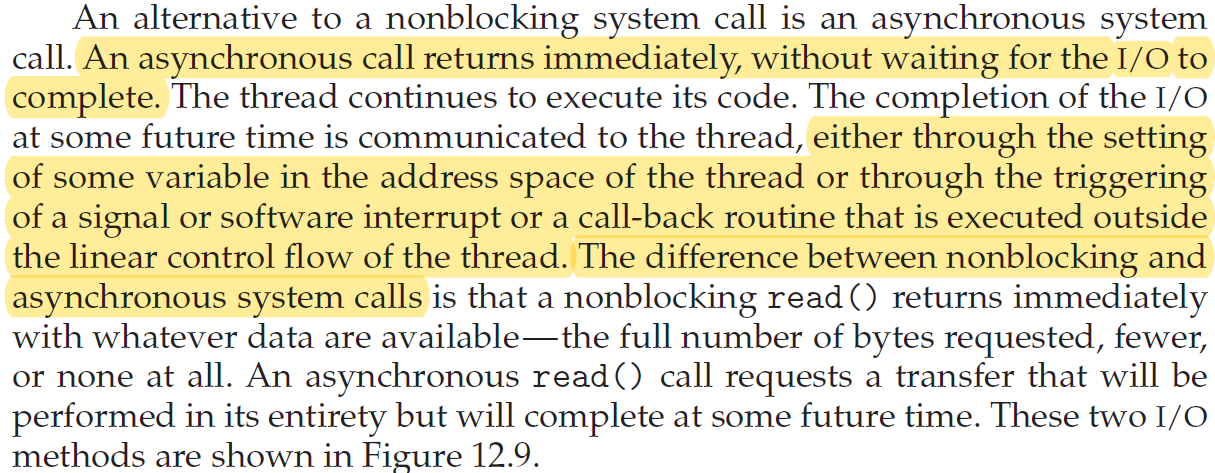 An alternative to a nonblocking system call is an asynchronous system
call. An asynchronous call returns immediately, without waiting for the I/O to
complete. The thread continues to execute its code. The completion of the I/O
at some future time is communicated to the thread, either through the setting
of some variable in the address space of the thread or through the triggering
of a signal or software interrupt or a call-back routine that is executed outside
the linear control flow of the thread. The difference between nonblocking and
asynchronous system calls is that a nonblocking read() returns immediately
with whatever data are available—the full number of bytes requested, fewer,
or none at all. An asynchronous read() call requests a transfer that will be
performed in its entirety but will complete at some future time. These two I/O
methods are shown in Figure 12.9.